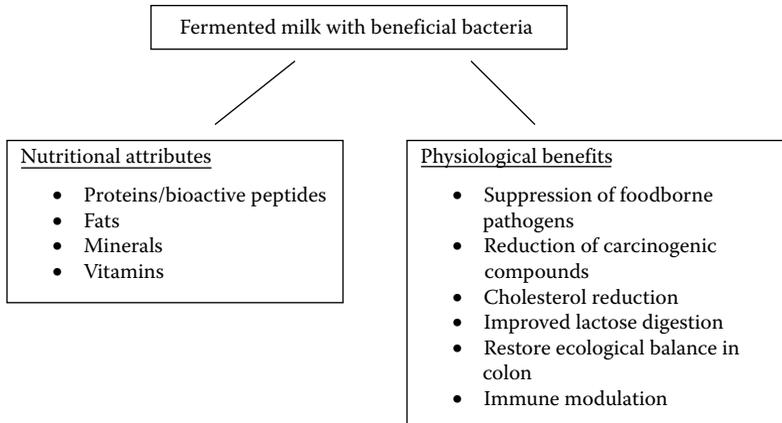 Fermented milk with beneficial bacteria
Nutritional attributes
• Proteins/bioactive peptides
• Fats
• Minerals
• Vitamins
Physiological benefits
• Suppression of foodborne
pathogens
• Reduction of carcinogenic
compounds
• Cholesterol reduction
• Improved lactose digestion
• Restore ecological balance in
colon
• Immune modulation